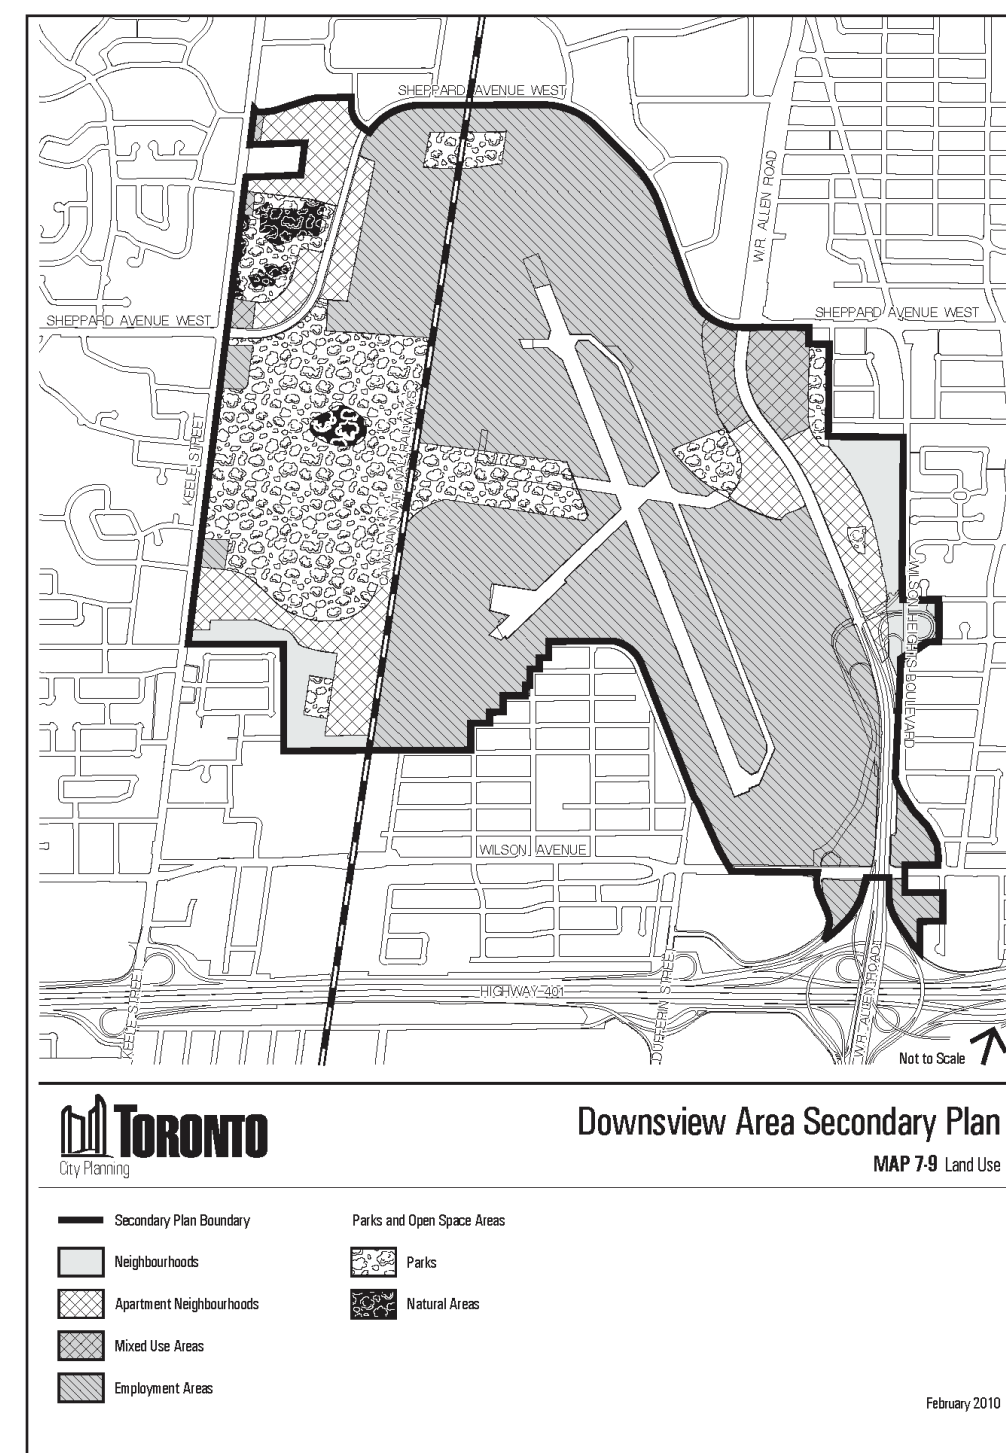 SHEPPARD AVENUE WEST
W.R. ALLEN ROAD
SHEPPARD AVENUE WEST
SHEPPARD AVENUE WEST
KEELE STREET
CANADIAN NATIONAL RAILWAYS
WILSON HEIGHTS BOULEVARD
WILSON AVENUE
HIGHWAY 401
KEELE STREET
DUFFERIN STREET
W.R. ALLEN ROAD
Not to Scale
TORONTO
City Planning
Downsview Area Secondary Plan
MAP 7-9 Land Use
Secondary Plan Boundary
Neighbourhoods
Apartment Neighbourhoods
Mixed Use Areas
Employment Areas
Parks and Open Space Areas
Parks
Natural Areas
February 2010